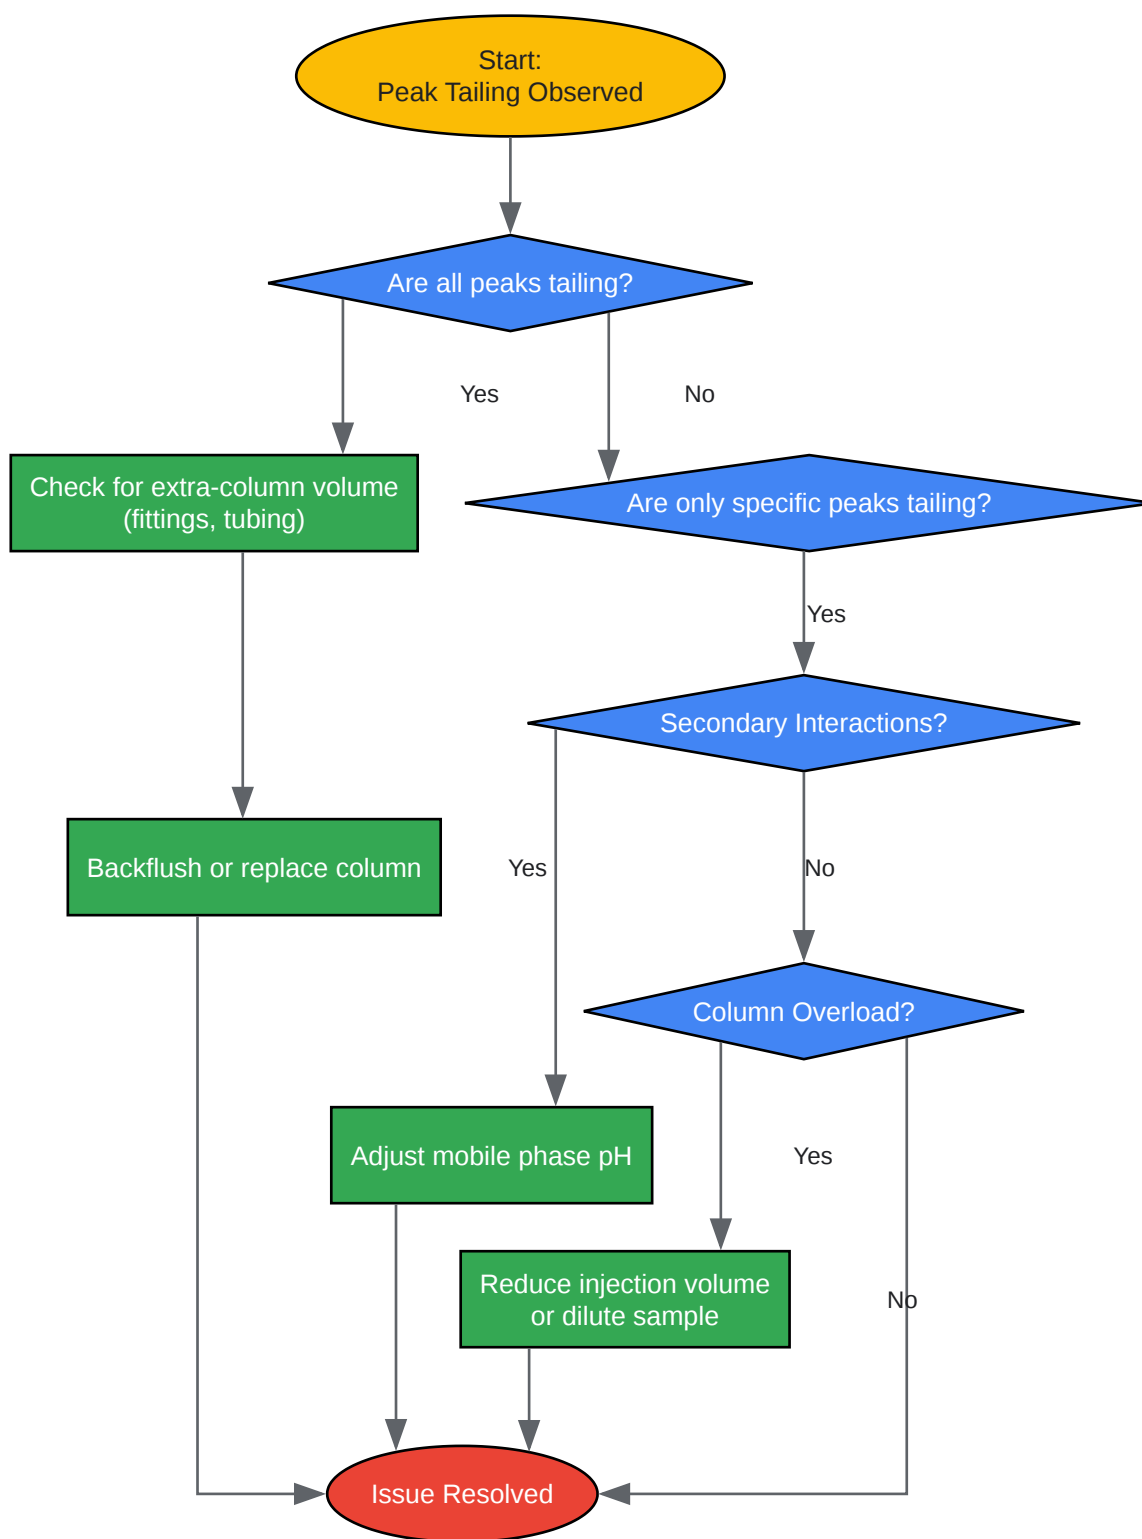 Start:
Peak Tailing Observed
Are all peaks tailing?
Yes
No
Check for extra-column volume
(fittings, tubing)
Are only specific peaks tailing?
Yes
Secondary Interactions?
Backflush or replace column
Yes
No
Column Overload?
Adjust mobile phase pH
Yes
Reduce injection volume
or dilute sample
No
Issue Resolved